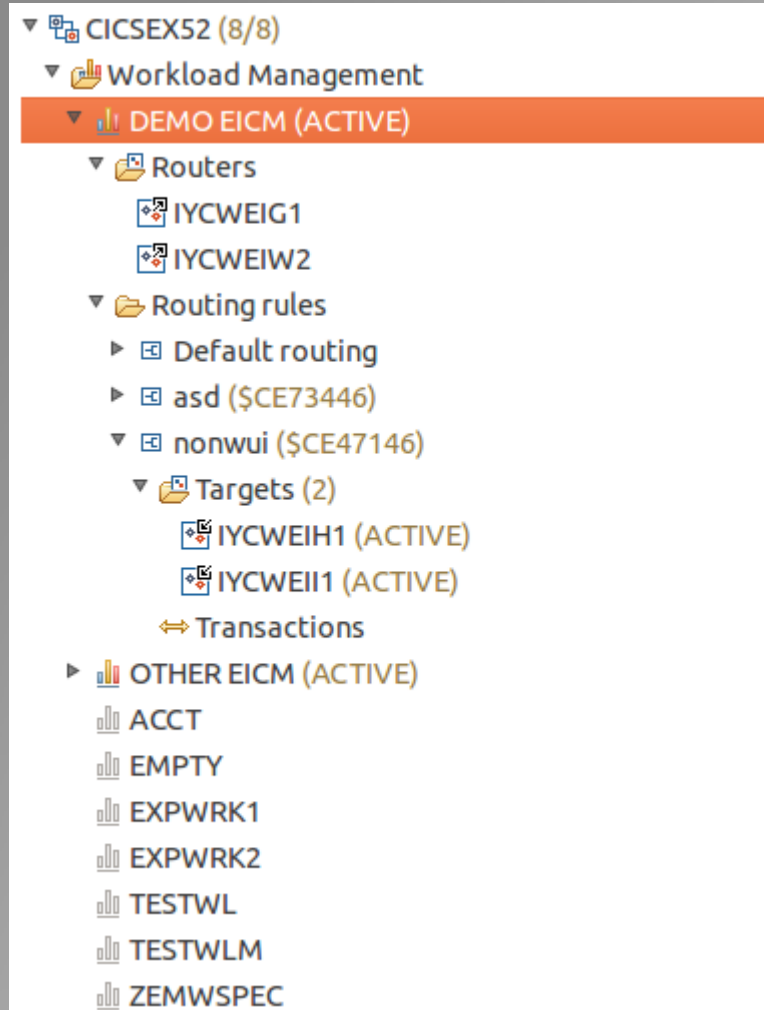 CICSEX52 (8/8)
Workload Management
DEMO EICM (ACTIVE)
Routers
IYCWEIG1
IYCWEIW2
Routing rules
Default routing
asd ($CE73446)
nonwui ($CE47146)
Targets (2)
IYCWEIH1 (ACTIVE)
IYCWEII1 (ACTIVE)
Transactions
OTHER EICM (ACTIVE)
ACCT
EMPTY
EXPWRK1
EXPWRK2
TESTWL
TESTWLM
ZEMWSPEC